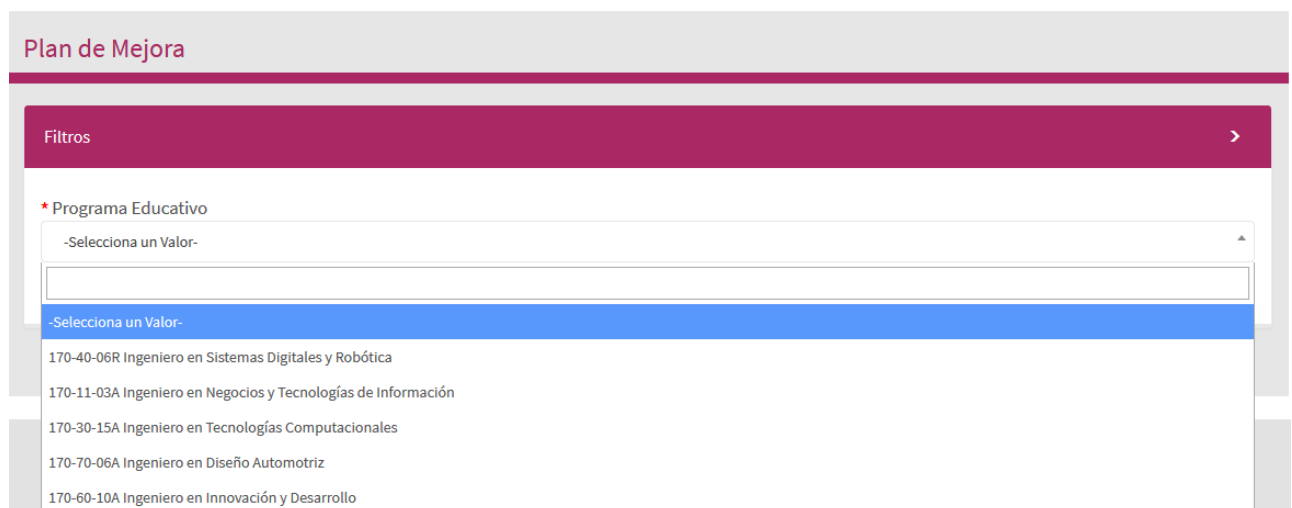 Plan de Mejora
Filtros
* Programa Educativo
-Selecciona un Valor-
-Selecciona un Valor-
170-40-06R Ingeniero en Sistemas Digitales y Robótica
170-11-03A Ingeniero en Negocios y Tecnologías de Información
170-30-15A Ingeniero en Tecnologías Computacionales
170-70-06A Ingeniero en Diseño Automotriz
170-60-10A Ingeniero en Innovación y Desarrollo